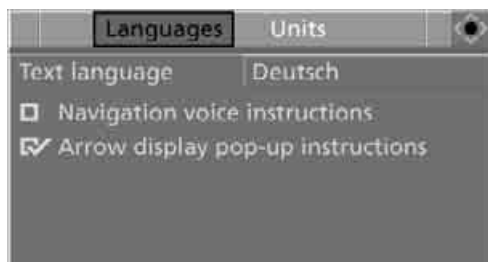 Languages Units
Text language Deutsch
Navigation voice instructions
Arrow display pop-up instructions